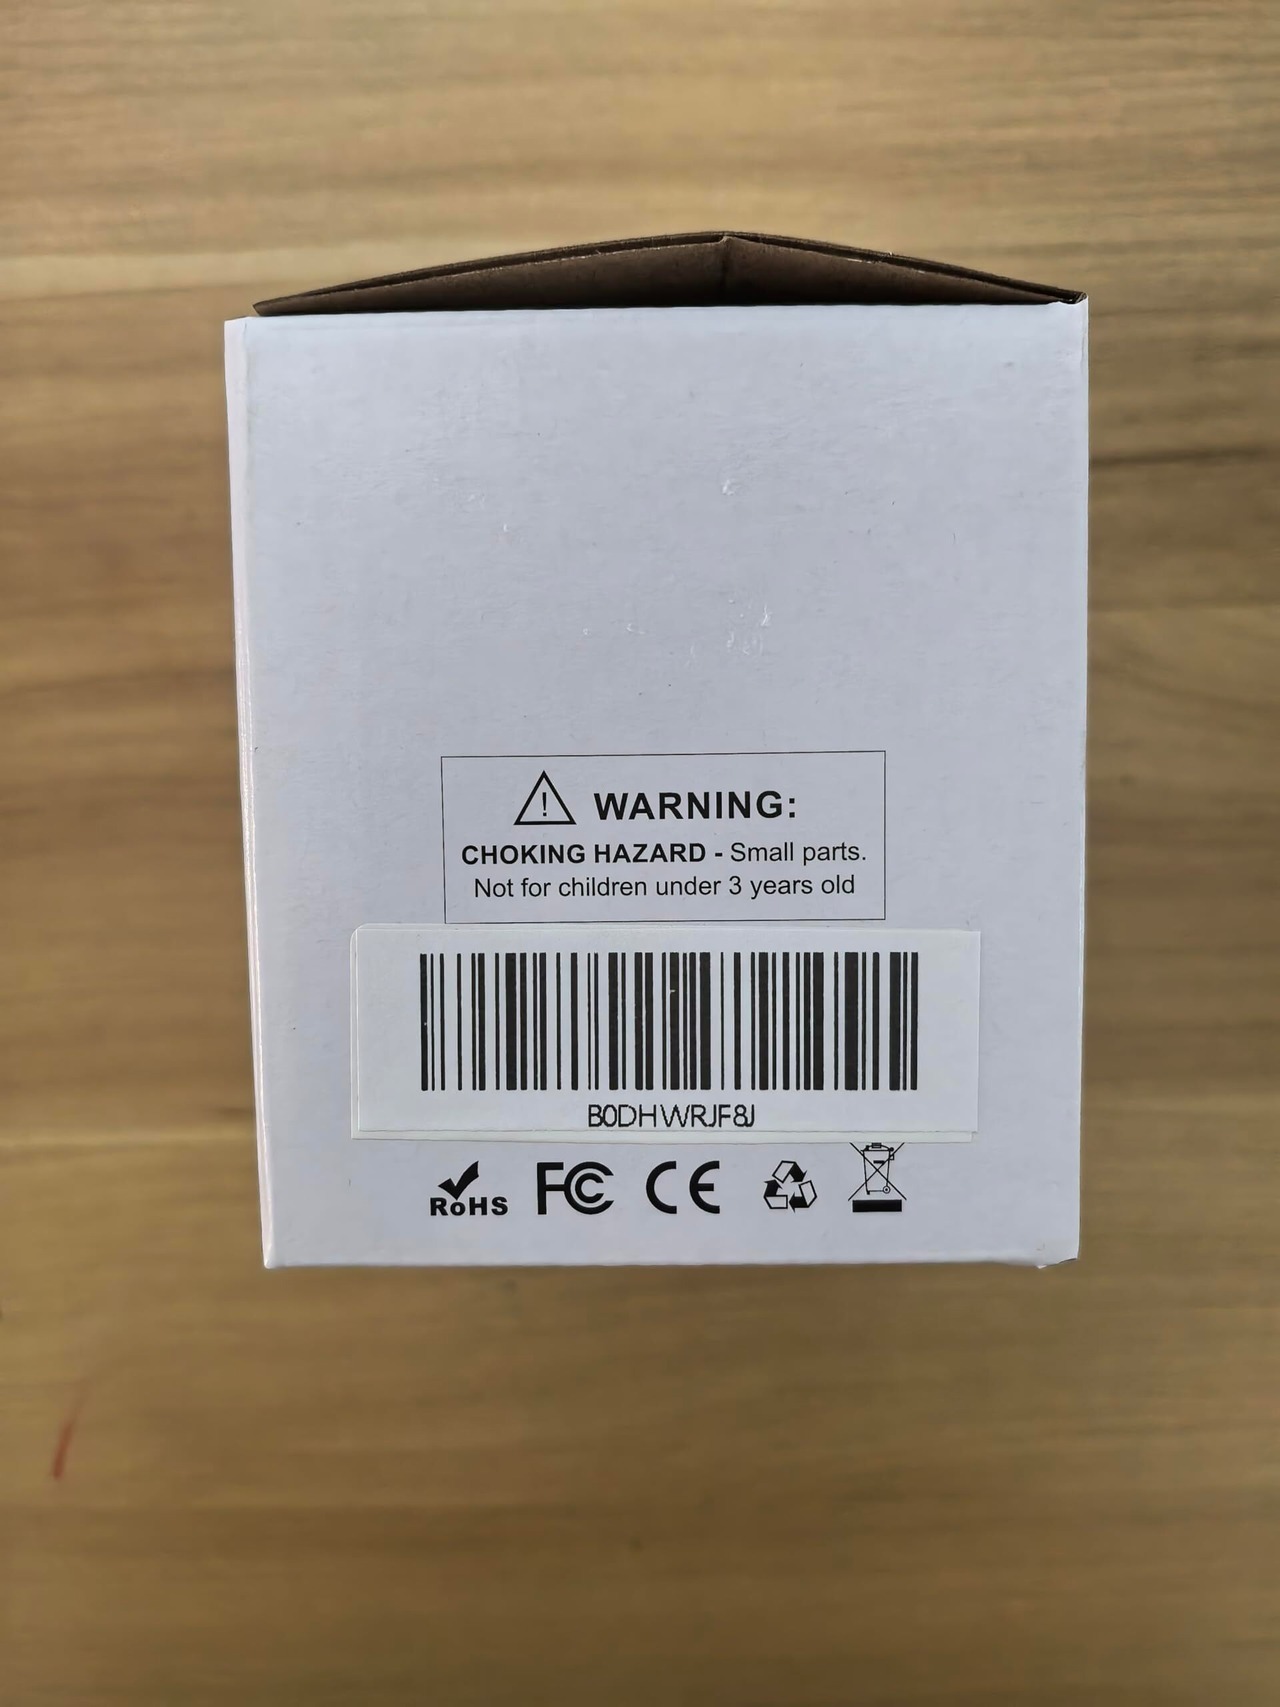 WARNING:
CHOKING HAZARD - Small parts.
Not for children under 3 years old
B0DHWRJF8J
RoHS FC CE